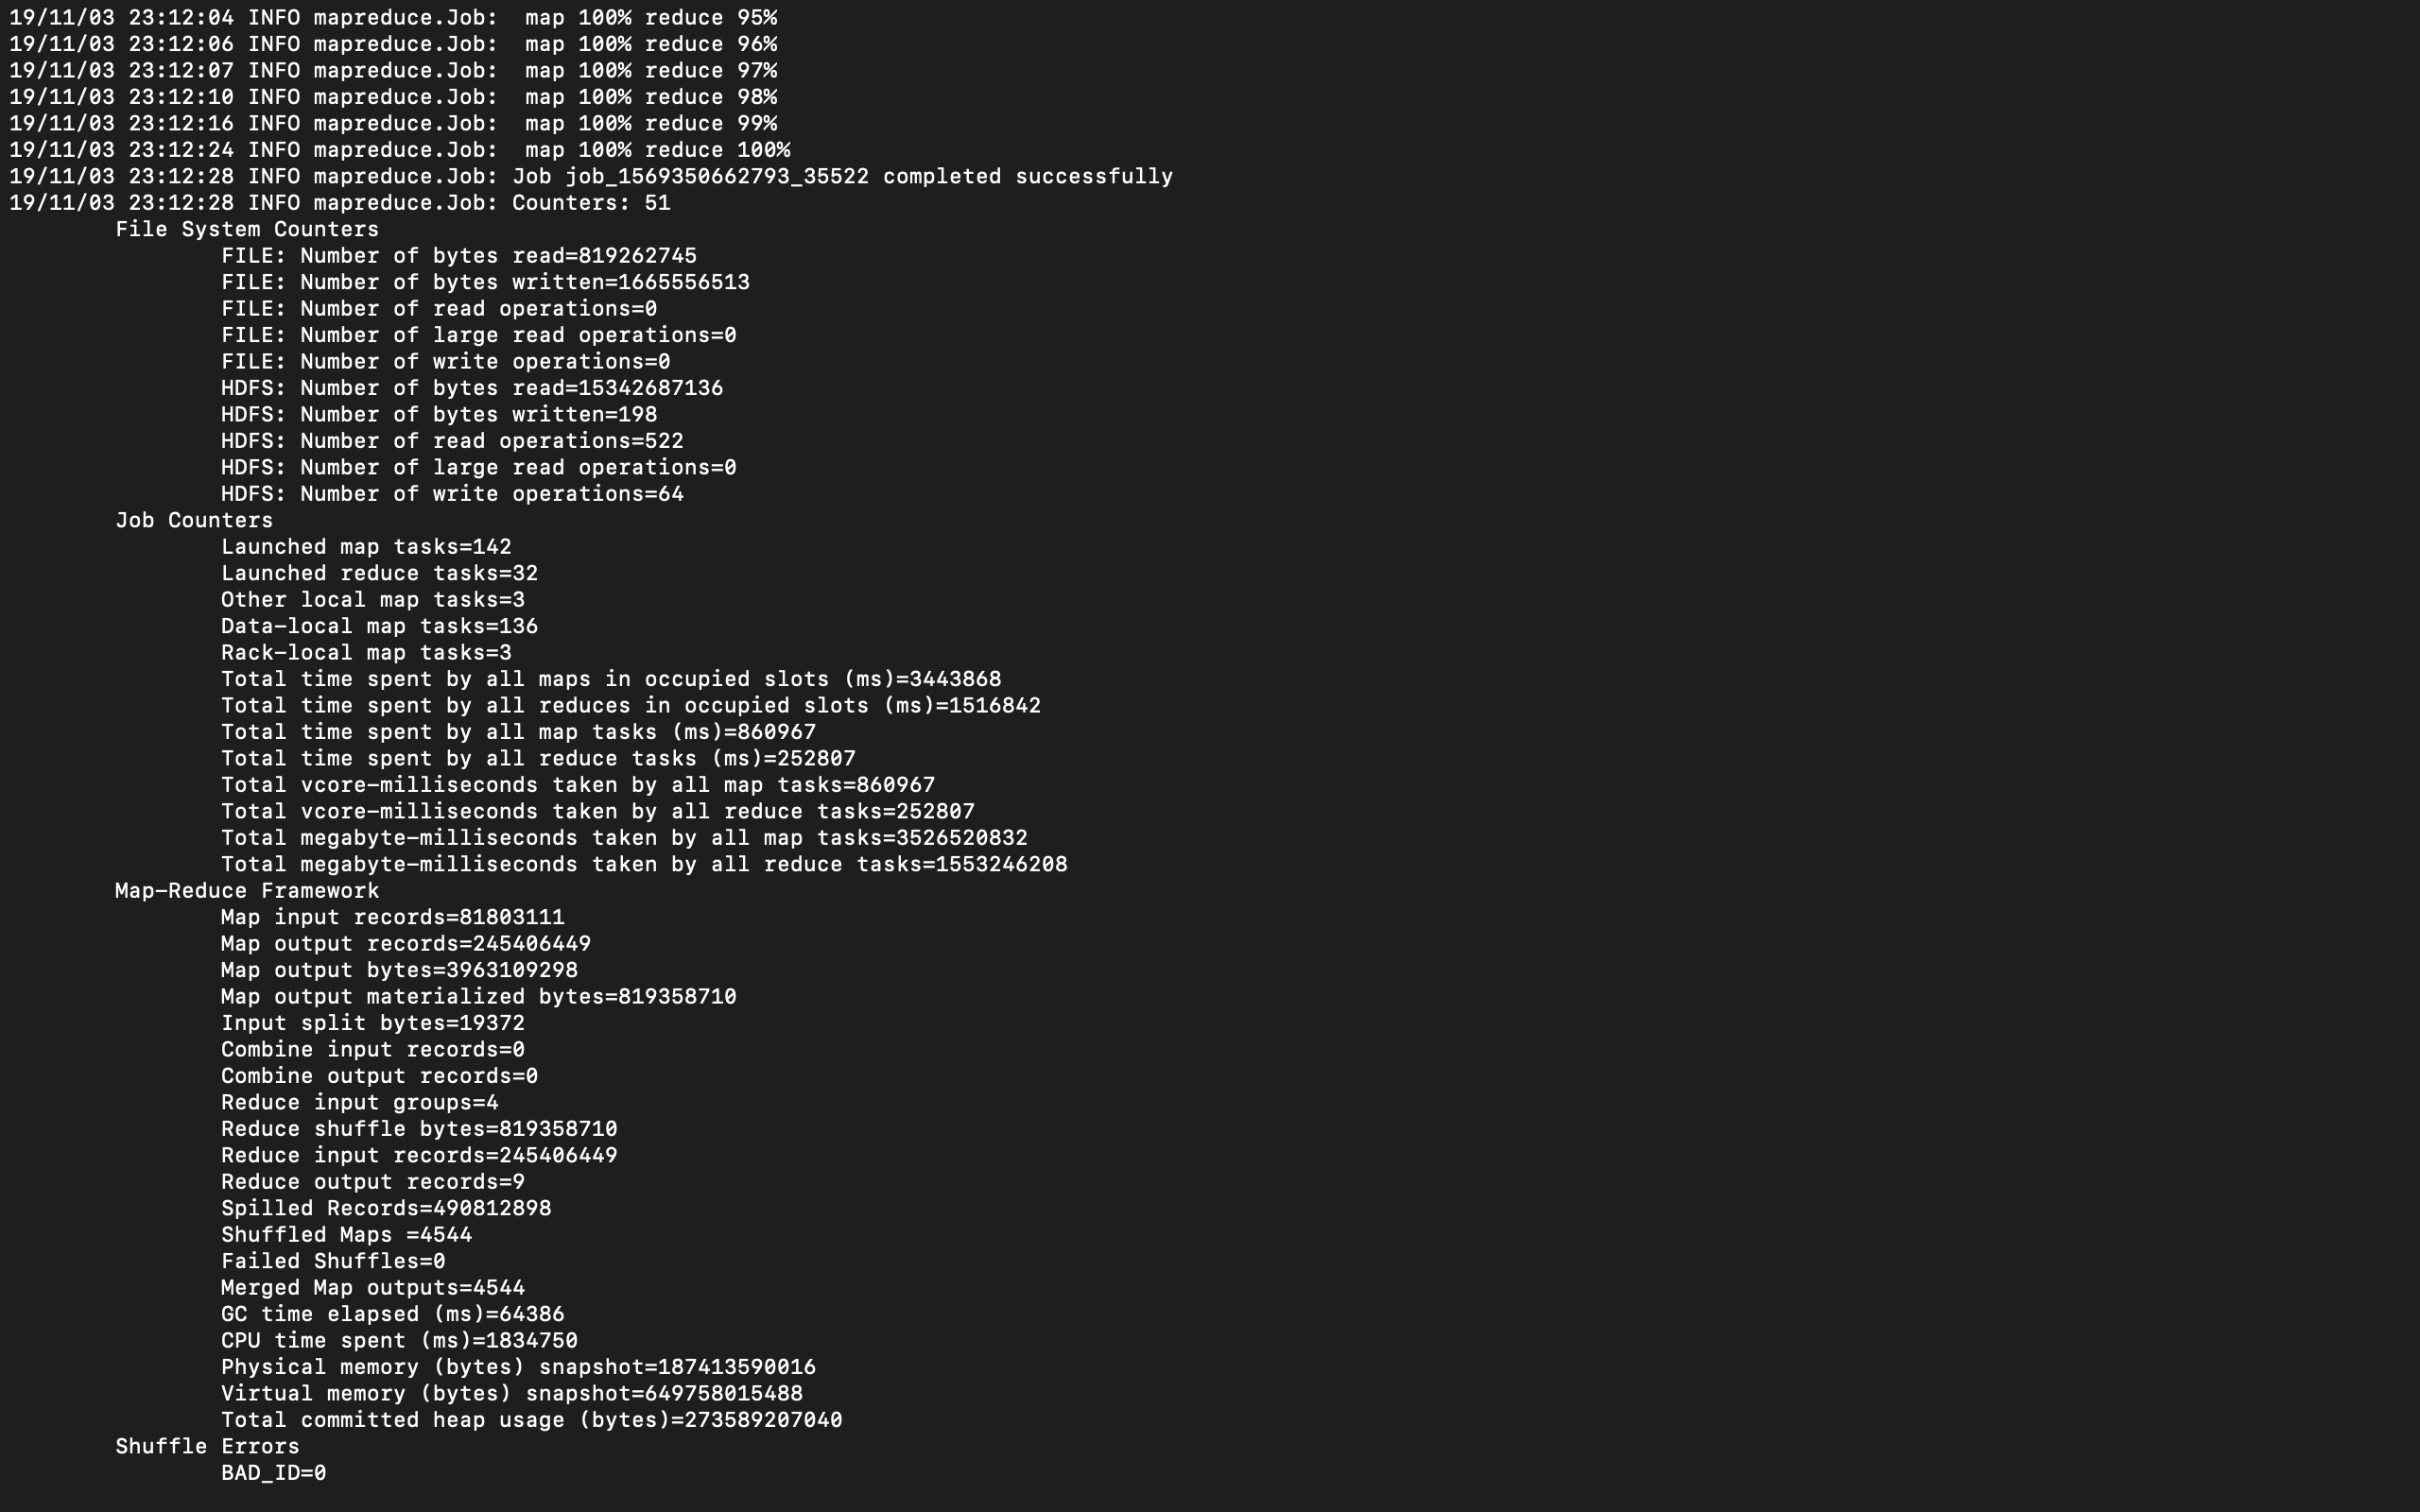 19/11/03 23:12:04 INFO mapreduce.Job:  map 100% reduce 95%
19/11/03 23:12:06 INFO mapreduce.Job:  map 100% reduce 96%
19/11/03 23:12:07 INFO mapreduce.Job:  map 100% reduce 97%
19/11/03 23:12:10 INFO mapreduce.Job:  map 100% reduce 98%
19/11/03 23:12:16 INFO mapreduce.Job:  map 100% reduce 99%
19/11/03 23:12:24 INFO mapreduce.Job:  map 100% reduce 100%
19/11/03 23:12:28 INFO mapreduce.Job: Job job_1569350662793_35522 completed successfully
19/11/03 23:12:28 INFO mapreduce.Job: Counters: 51
File System Counters
FILE: Number of bytes read=819262745
FILE: Number of bytes written=1665556513
FILE: Number of read operations=0
FILE: Number of large read operations=0
FILE: Number of write operations=0
HDFS: Number of bytes read=15342687136
HDFS: Number of bytes written=198
HDFS: Number of read operations=522
HDFS: Number of large read operations=0
HDFS: Number of write operations=64
Job Counters
Launched map tasks=142
Launched reduce tasks=32
Other local map tasks=3
Data-local map tasks=136
Rack-local map tasks=3
Total time spent by all maps in occupied slots (ms)=3443868
Total time spent by all reduces in occupied slots (ms)=1516842
Total time spent by all map tasks (ms)=860967
Total time spent by all reduce tasks (ms)=252807
Total vcore-milliseconds taken by all map tasks=860967
Total vcore-milliseconds taken by all reduce tasks=252807
Total megabyte-milliseconds taken by all map tasks=3526520832
Total megabyte-milliseconds taken by all reduce tasks=1553246208
Map-Reduce Framework
Map input records=81803111
Map output records=245406449
Map output bytes=3963109298
Map output materialized bytes=819358710
Input split bytes=19372
Combine input records=0
Combine output records=0
Reduce input groups=4
Reduce shuffle bytes=819358710
Reduce input records=245406449
Reduce output records=9
Spilled Records=490812898
Shuffled Maps =4544
Failed Shuffles=0
Merged Map outputs=4544
GC time elapsed (ms)=64386
CPU time spent (ms)=1834750
Physical memory (bytes) snapshot=187413590016
Virtual memory (bytes) snapshot=649758015488
Total committed heap usage (bytes)=273589207040
Shuffle Errors
BAD_ID=0